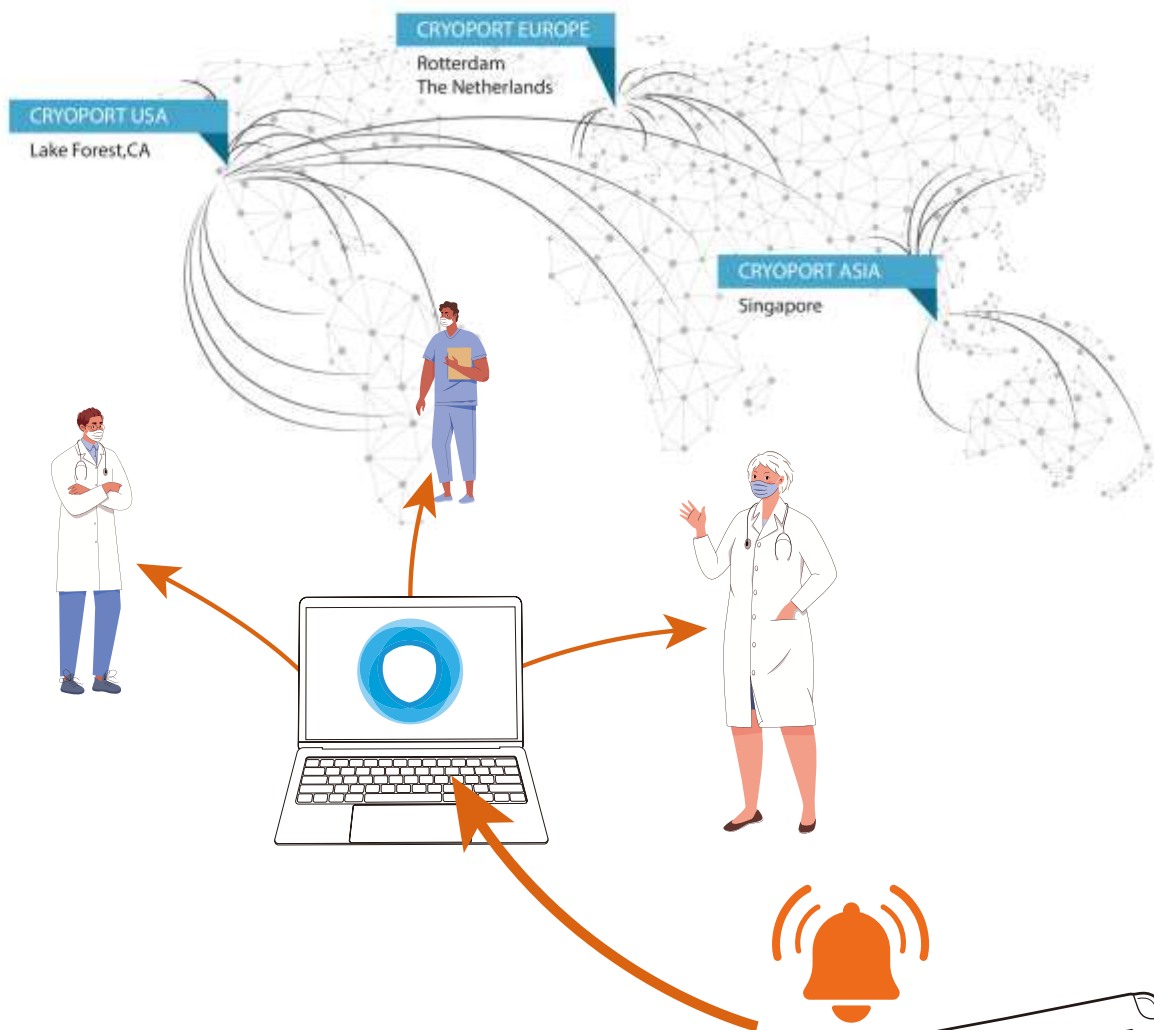 CRYOPORT EUROPE
Rotterdam
The Netherlands
CRYOPORT USA
Lake Forest,CA
CRYOPORT ASIA
Singapore